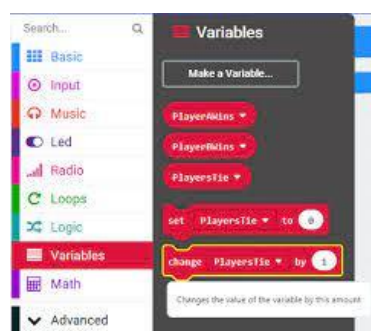 Search...
Basic
Input
Music
Led
Radio
Loops
Logic
Variables
Math
Advanced
Variables
Make a Variable...
PlayerAWins
PlayerBWins
PlayersTie
set PlayersTie to 0
change PlayersTie by 1
Changes the value of the variable by this amount